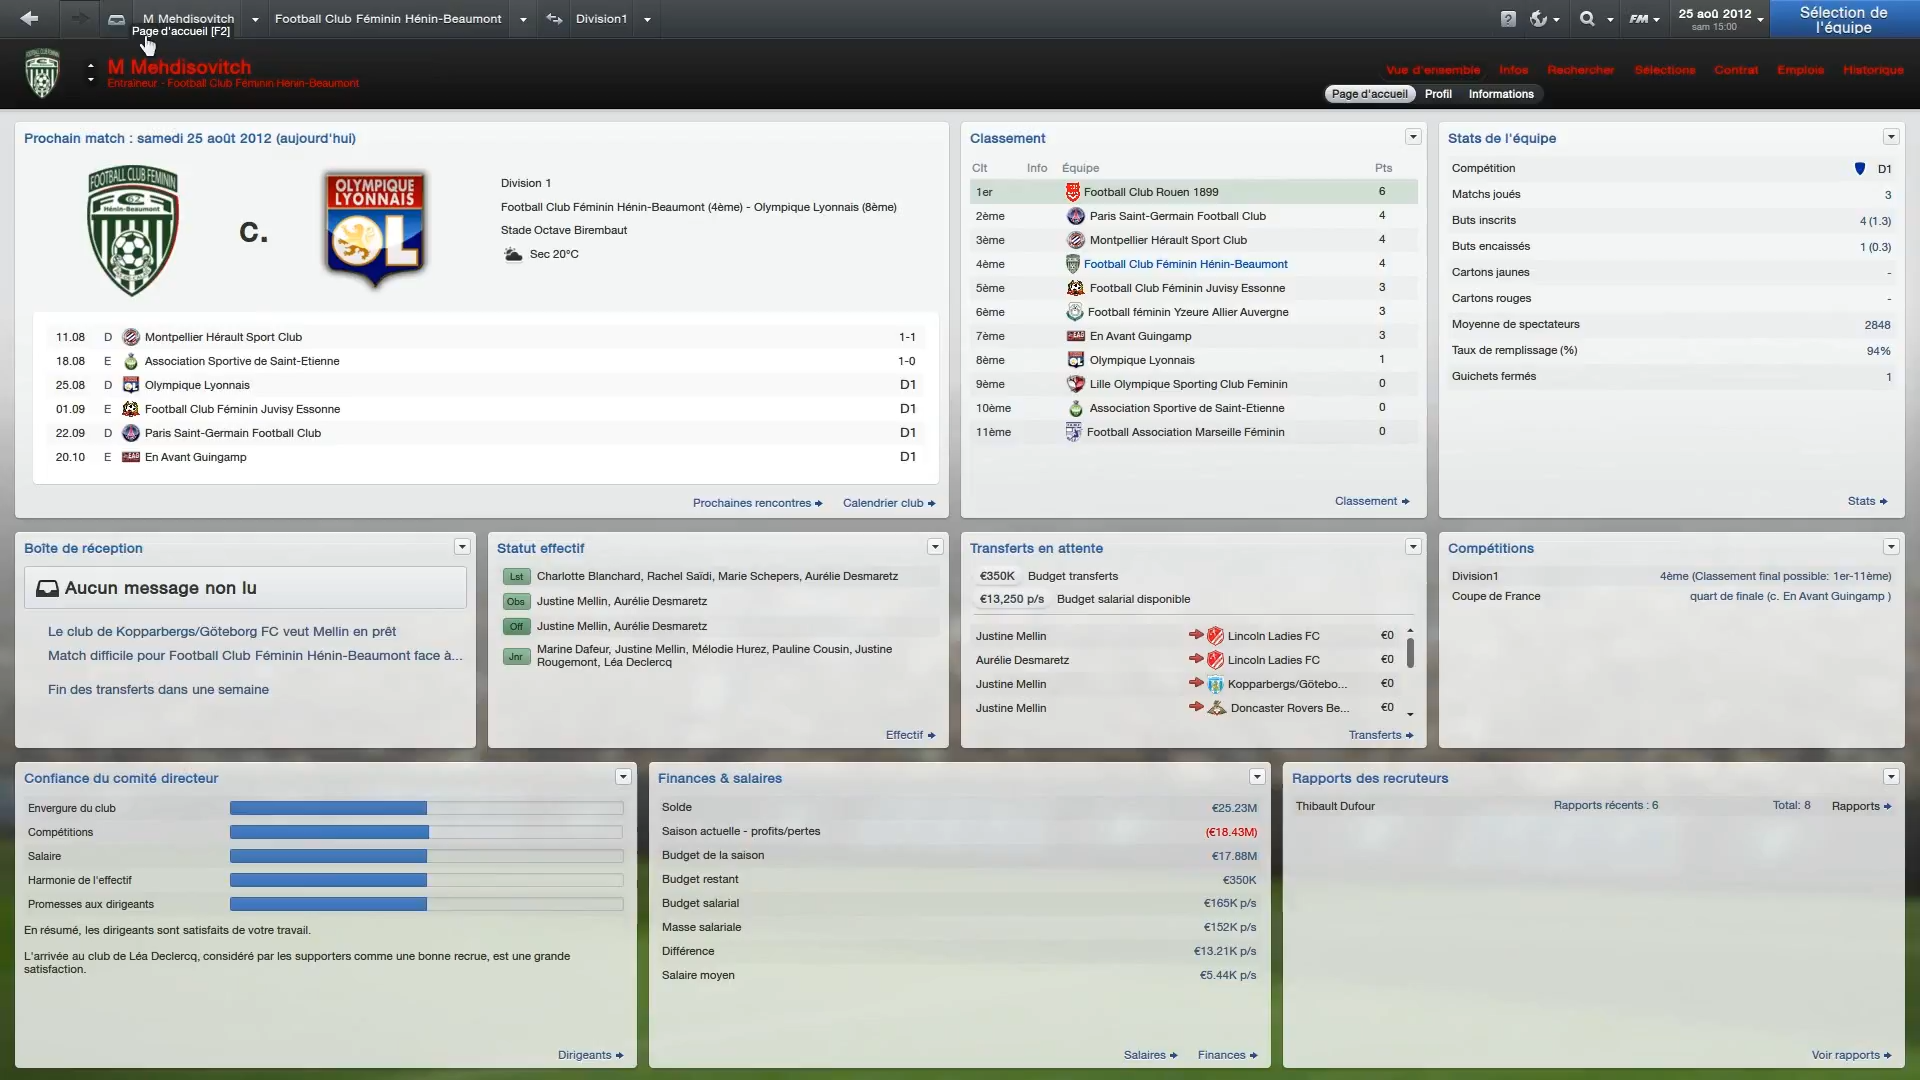 M Mehdisovitch
Football Club Féminin Hénin-Beaumont
Division1
Page d'accueil [F2]
FM
25 aoû 2012
sam 15:00
Sélection de
l'équipe
M Mehdisovitch
Entraîneur - Football Club Féminin Hénin-Beaumont
Vue d'ensemble Infos Rechercher Sélections Contrat Emplois Historique
Page d'accueil Profil Informations
Prochain match : samedi 25 août 2012 (aujourd'hui)
FOOTBALL CLUB FEMININ
62
Hénin-Beaumont
c.
OLYMPIQUE
LYONNAIS
OL
Division 1
Football Club Féminin Hénin-Beaumont (4ème) - Olympique Lyonnais (8ème)
Stade Octave Birembaut
Sec 20°C
11.08 D Montpellier Hérault Sport Club 1-1
18.08 E Association Sportive de Saint-Etienne 1-0
25.08 D Olympique Lyonnais D1
01.09 E Football Club Féminin Juvisy Essonne D1
22.09 D Paris Saint-Germain Football Club D1
20.10 E En Avant Guingamp D1
Prochaines rencontres Calendrier club
Classement
Clt Info Équipe Pts
1er Football Club Rouen 1899 6
2ème Paris Saint-Germain Football Club 4
3ème Montpellier Hérault Sport Club 4
4ème Football Club Féminin Hénin-Beaumont 4
5ème Football Club Féminin Juvisy Essonne 3
6ème Football féminin Yzeure Allier Auvergne 3
7ème En Avant Guingamp 3
8ème Olympique Lyonnais 1
9ème Lille Olympique Sporting Club Feminin 0
10ème Association Sportive de Saint-Etienne 0
11ème Football Association Marseille Féminin 0
Classement
Stats de l'équipe
Compétition D1
Matchs joués 3
Buts inscrits 4 (1.3)
Buts encaissés 1 (0.3)
Cartons jaunes -
Cartons rouges -
Moyenne de spectateurs 2848
Taux de remplissage (%) 94%
Guichets fermés 1
Stats
Boîte de réception
Aucun message non lu
Le club de Kopparbergs/Göteborg FC veut Mellin en prêt
Match difficile pour Football Club Féminin Hénin-Beaumont face à...
Fin des transferts dans une semaine
Statut effectif
Lst Charlotte Blanchard, Rachel Saïdi, Marie Schepers, Aurélie Desmaretz
Obs Justine Mellin, Aurélie Desmaretz
Off Justine Mellin, Aurélie Desmaretz
Jnr Marine Dafeur, Justine Mellin, Mélodie Hurez, Pauline Cousin, Justine
Rougemont, Léa Declercq
Effectif
Transferts en attente
€350K Budget transferts
€13,250 p/s Budget salarial disponible
Justine Mellin Lincoln Ladies FC €0
Aurélie Desmaretz Lincoln Ladies FC €0
Justine Mellin Kopparbergs/Götebo... €0
Justine Mellin Doncaster Rovers Be... €0
Transferts
Compétitions
Division1 4ème (Classement final possible: 1er-11ème)
Coupe de France quart de finale (c. En Avant Guingamp )
Confiance du comité directeur
Envergure du club
Compétitions
Salaire
Harmonie de l'effectif
Promesses aux dirigeants
En résumé, les dirigeants sont satisfaits de votre travail.
L'arrivée au club de Léa Declercq, considéré par les supporters comme une bonne recrue, est une grande
satisfaction.
Dirigeants
Finances & salaires
Solde €25.23M
Saison actuelle - profits/pertes (€18.43M)
Budget de la saison €17.88M
Budget restant €350K
Budget salarial €165K p/s
Masse salariale €152K p/s
Différence €13.21K p/s
Salaire moyen €5.44K p/s
Salaires Finances
Rapports des recruteurs
Thibault Dufour Rapports récents : 6 Total: 8 Rapports
Voir rapports